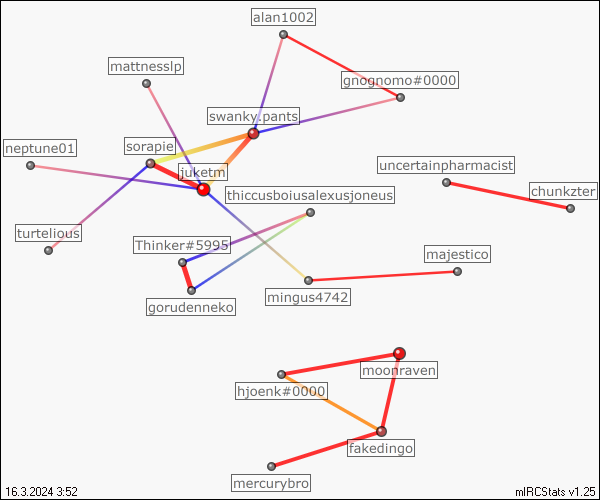 alan1002
mattnesslp
gnognomo#0000
swanky.pants
neptune01
sorapie
juketm
uncertainpharmacist
chunkzter
thiccusboiusalexusjoneus
turtelious
Thinker#5995
majestico
gorudenneko
mingus4742
moonraven
hjoenk#0000
fakedingo
mercurybro
16.3.2024 3:52
mIRCStats v1.25